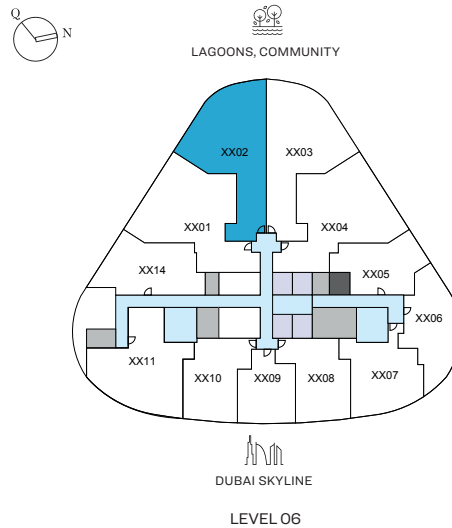 Q
N
LAGOONS, COMMUNITY
XX02
XX03
XX01
XX04
XX14
XX05
XX06
XX11
XX10
XX09
XX08
XX07
DUBAI SKYLINE
LEVEL 06